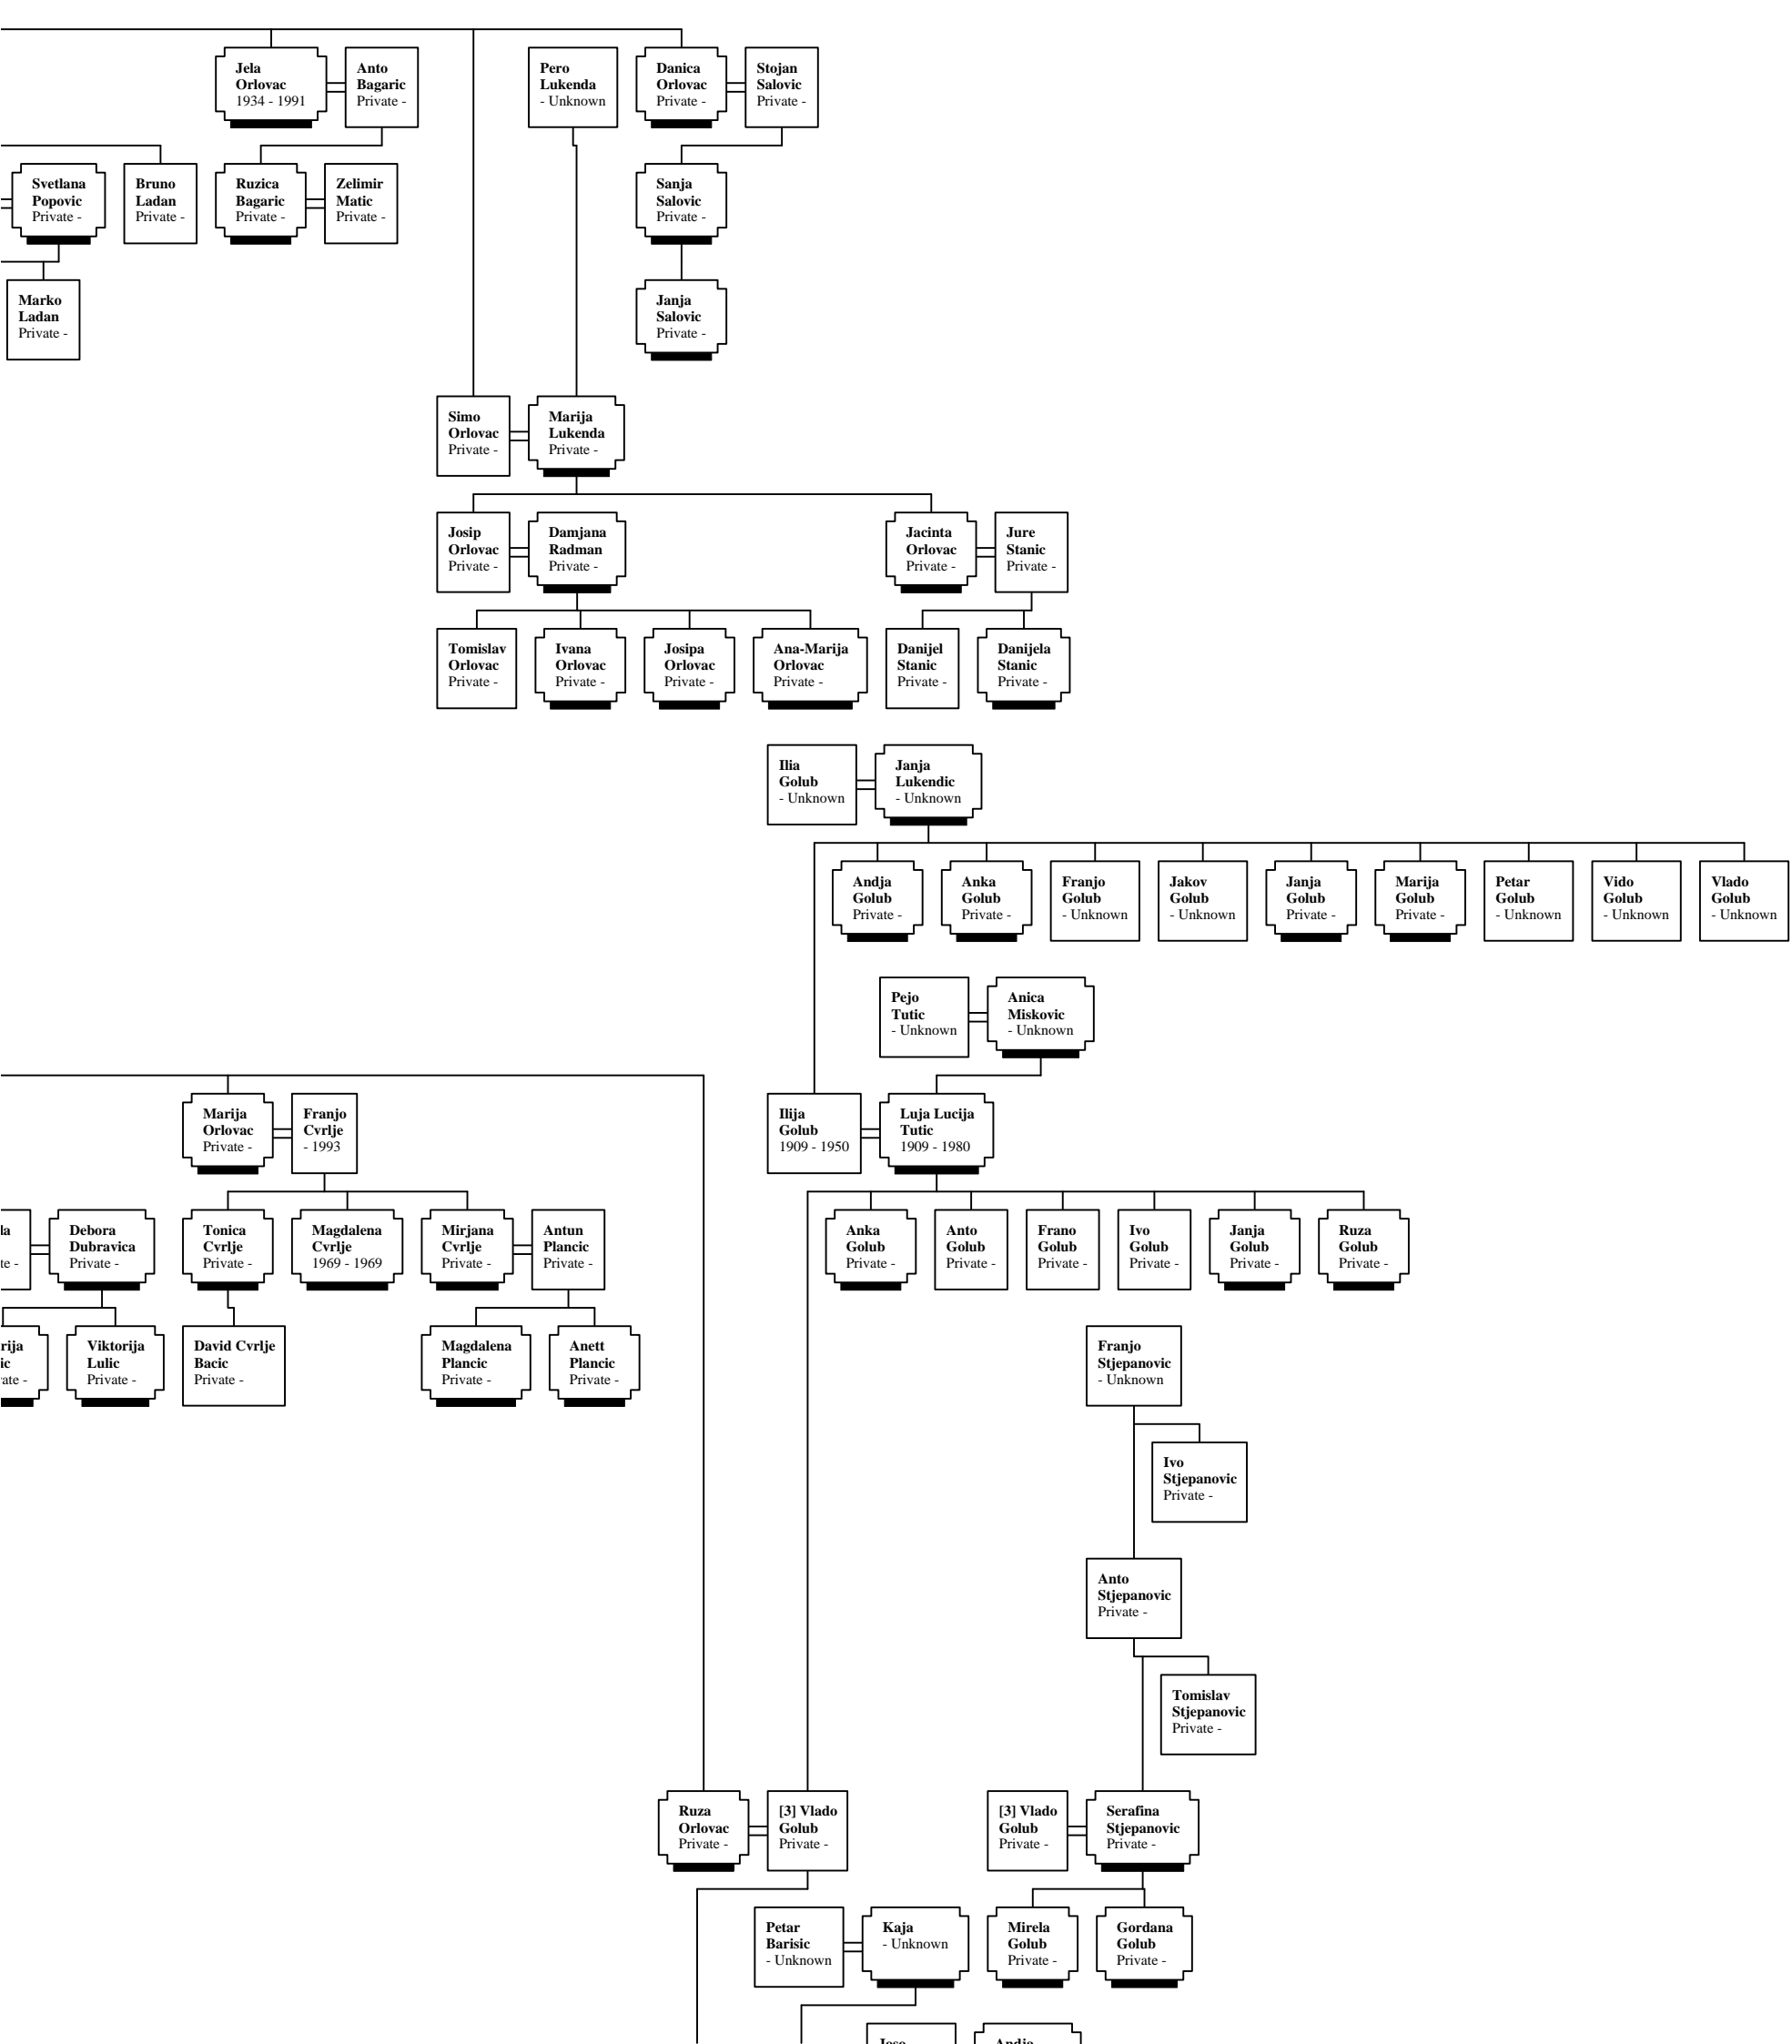 Jela
Orlovac
1934 - 1991
Anto
Bagaric
Private -
Pero
Lukenda
- Unknown
Danica
Orlovac
Private -
Stojan
Salovic
Private -
Svetlana
Popovic
Private -
Bruno
Ladan
Private -
Ruzica
Bagaric
Private -
Zelimir
Matic
Private -
Sanja
Salovic
Private -
Marko
Ladan
Private -
Janja
Salovic
Private -
Simo
Orlovac
Private -
Marija
Lukenda
Private -
Josip
Orlovac
Private -
Damjana
Radman
Private -
Jacinta
Orlovac
Private -
Jure
Stanic
Private -
Tomislav
Orlovac
Private -
Ivana
Orlovac
Private -
Josipa
Orlovac
Private -
Ana-Marija
Orlovac
Private -
Danijel
Stanic
Private -
Danijela
Stanic
Private -
Ilia
Golub
- Unknown
Janja
Lukendic
- Unknown
Andja
Golub
Private -
Anka
Golub
Private -
Franjo
Golub
- Unknown
Jakov
Golub
- Unknown
Janja
Golub
Private -
Marija
Golub
Private -
Petar
Golub
- Unknown
Vido
Golub
- Unknown
Vlado
Golub
- Unknown
Pejo
Tutic
- Unknown
Anica
Miskovic
- Unknown
Marija
Orlovac
Private -
Franjo
Cvrlje
- 1993
Ilija
Golub
1909 - 1950
Luja Lucija
Tutic
1909 - 1980
la
te -
Debora
Dubravica
Private -
Tonica
Cvrlje
Private -
Magdalena
Cvrlje
1969 - 1969
Mirjana
Cvrlje
Private -
Antun
Plancic
Private -
Anka
Golub
Private -
Anto
Golub
Private -
Frano
Golub
Private -
Ivo
Golub
Private -
Janja
Golub
Private -
Ruza
Golub
Private -
rija
ic
ate -
Viktorija
Lulic
Private -
David Cvrlje
Bacic
Private -
Magdalena
Plancic
Private -
Anett
Plancic
Private -
Franjo
Stjepanovic
- Unknown
Ivo
Stjepanovic
Private -
Anto
Stjepanovic
Private -
Tomislav
Stjepanovic
Private -
Ruza
Orlovac
Private -
[3] Vlado
Golub
Private -
[3] Vlado
Golub
Private -
Serafina
Stjepanovic
Private -
Petar
Barisic
- Unknown
Kaja
- Unknown
Mirela
Golub
Private -
Gordana
Golub
Private -
Andja